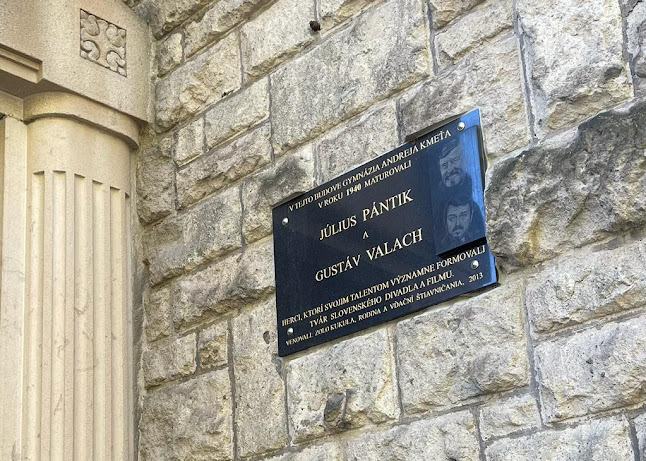 V TEJTO BUDOVE GYMNÁZIA ANDREJA KMEŤA
V ROKU 1940 MATUROVALI
JÚLIUS PÁNTIK
A
GUSTÁV VALACH
HERCI, KTORÍ SVOJIM TALENTOM VÝZNAMNE FORMOVALI
TVÁR SLOVENSKÉHO DIVADLA A FILMU.
VENOVALI: ZOLO KUKULA, RODINA A VĎAČNÍ ŠTIAVNIČANIA, 2013